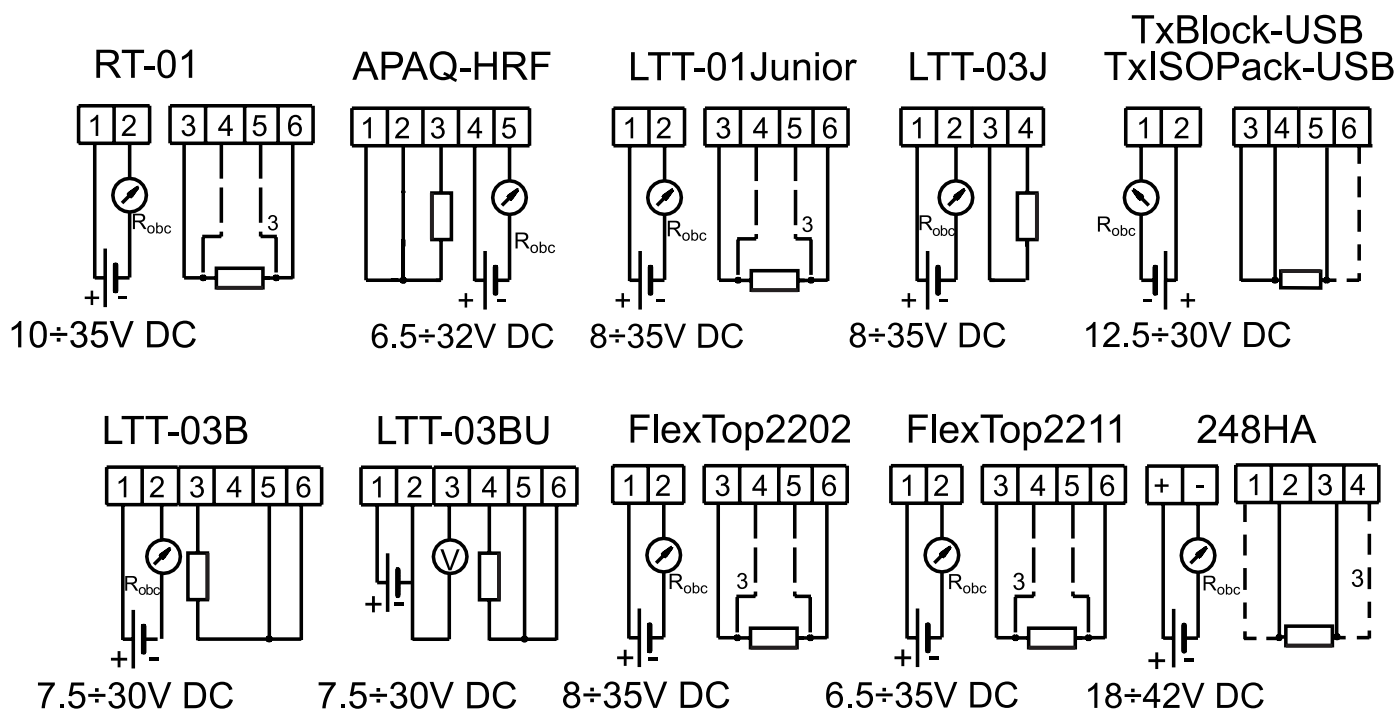 RT-01
1 2 3 4 5 6
Robc
3
+ -
10÷35V DC
APAQ-HRF
1 2 3 4 5
Robc
+ -
6.5÷32V DC
LTT-01Junior
1 2 3 4 5 6
Robc
3
+ -
8÷35V DC
LTT-03J
1 2 3 4
Robc
+ -
8÷35V DC
TxBlock-USB
TxISOPack-USB
1 2 3 4 5 6
Robc
- +
12.5÷30V DC
LTT-03B
1 2 3 4 5 6
Robc
+ -
7.5÷30V DC
LTT-03BU
1 2 3 4 5 6
V
+ -
7.5÷30V DC
FlexTop2202
1 2 3 4 5 6
Robc
3
+ -
8÷35V DC
FlexTop2211
1 2 3 4 5 6
Robc
3
+ -
6.5÷35V DC
248HA
+ - 1 2 3 4
Robc
3
+ -
18÷42V DC